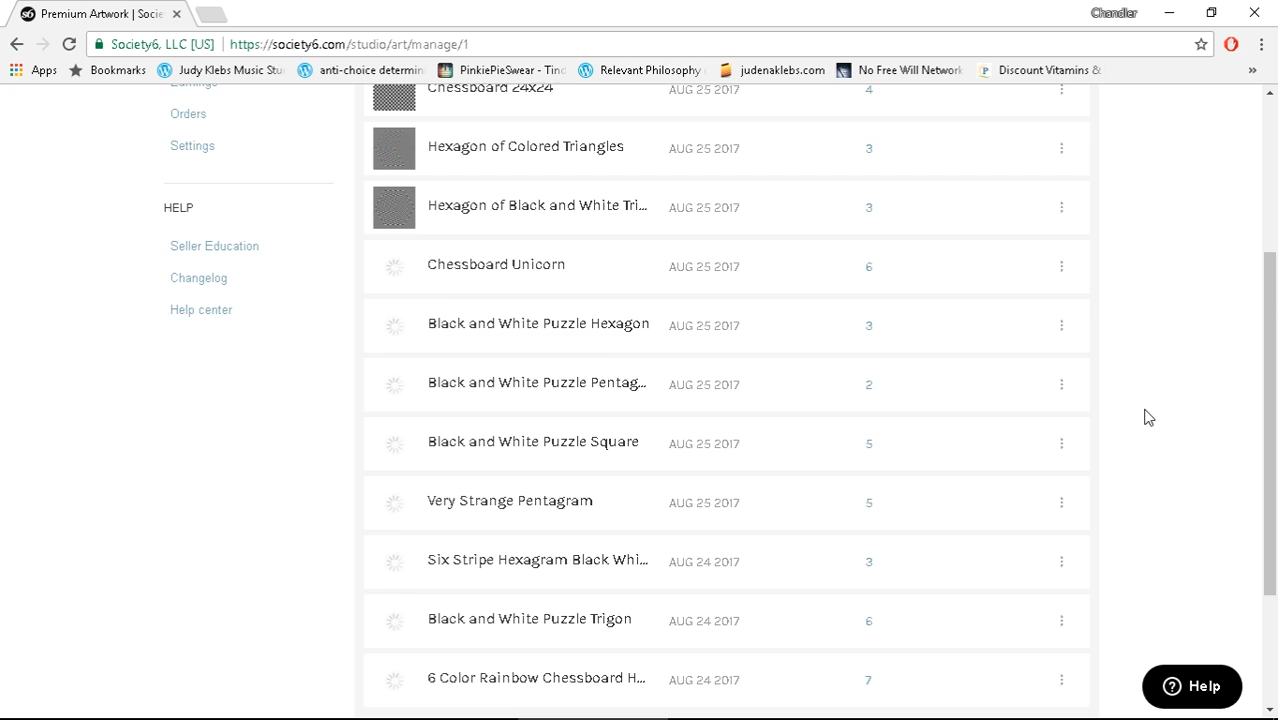 Premium Artwork | Socie
Chandler
Society6, LLC [US] https://society6.com/studio/art/manage/1
Apps Bookmarks Judy Klebs Music Stu anti-choice determin PinkiePieSwear - Tind Relevant Philosophy judenaklebs.com No Free Will Network Discount Vitamins & »
Earnings
Orders
Settings
HELP
Seller Education
Changelog
Help center
Chessboard 24x24 AUG 25 2017 4
Hexagon of Colored Triangles AUG 25 2017 3
Hexagon of Black and White Tri... AUG 25 2017 3
Chessboard Unicorn AUG 25 2017 6
Black and White Puzzle Hexagon AUG 25 2017 3
Black and White Puzzle Pentag... AUG 25 2017 2
Black and White Puzzle Square AUG 25 2017 5
Very Strange Pentagram AUG 25 2017 5
Six Stripe Hexagram Black Whi... AUG 24 2017 3
Black and White Puzzle Trigon AUG 24 2017 6
6 Color Rainbow Chessboard H... AUG 24 2017 7
Help